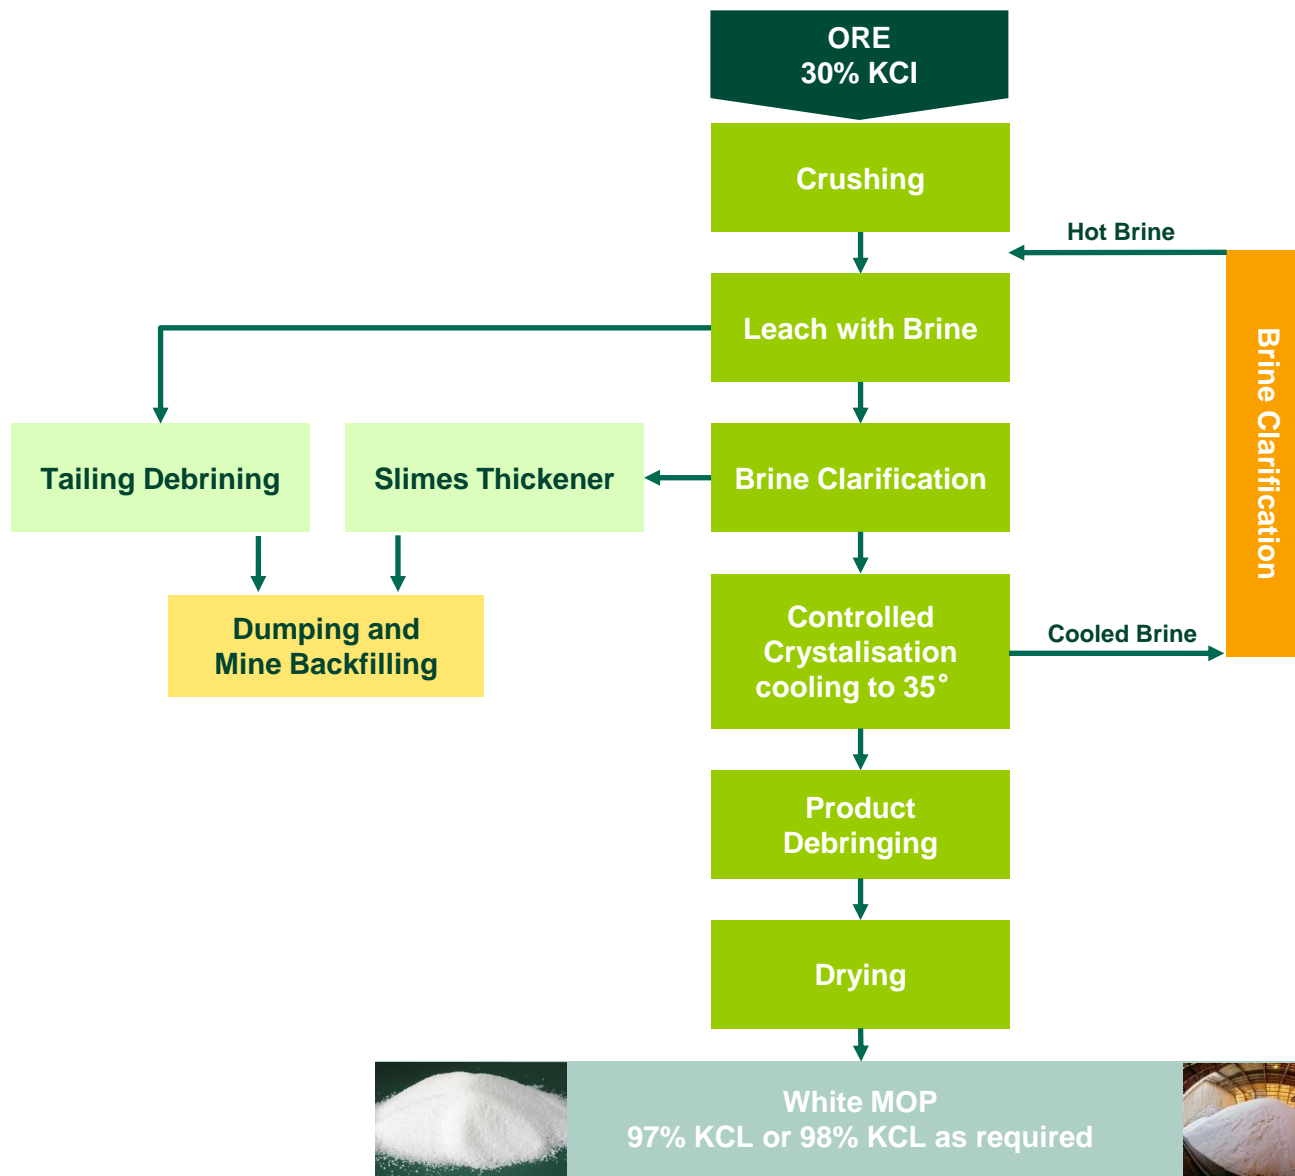 ORE
30% KCl
Crushing
Hot Brine
Leach with Brine
Brine Clarification
Tailing Debrining
Slimes Thickener
Brine Clarification
Dumping and
Mine Backfilling
Controlled
Crystalisation
cooling to 35°
Cooled Brine
Product
Debringing
Drying
White MOP
97% KCL or 98% KCL as required